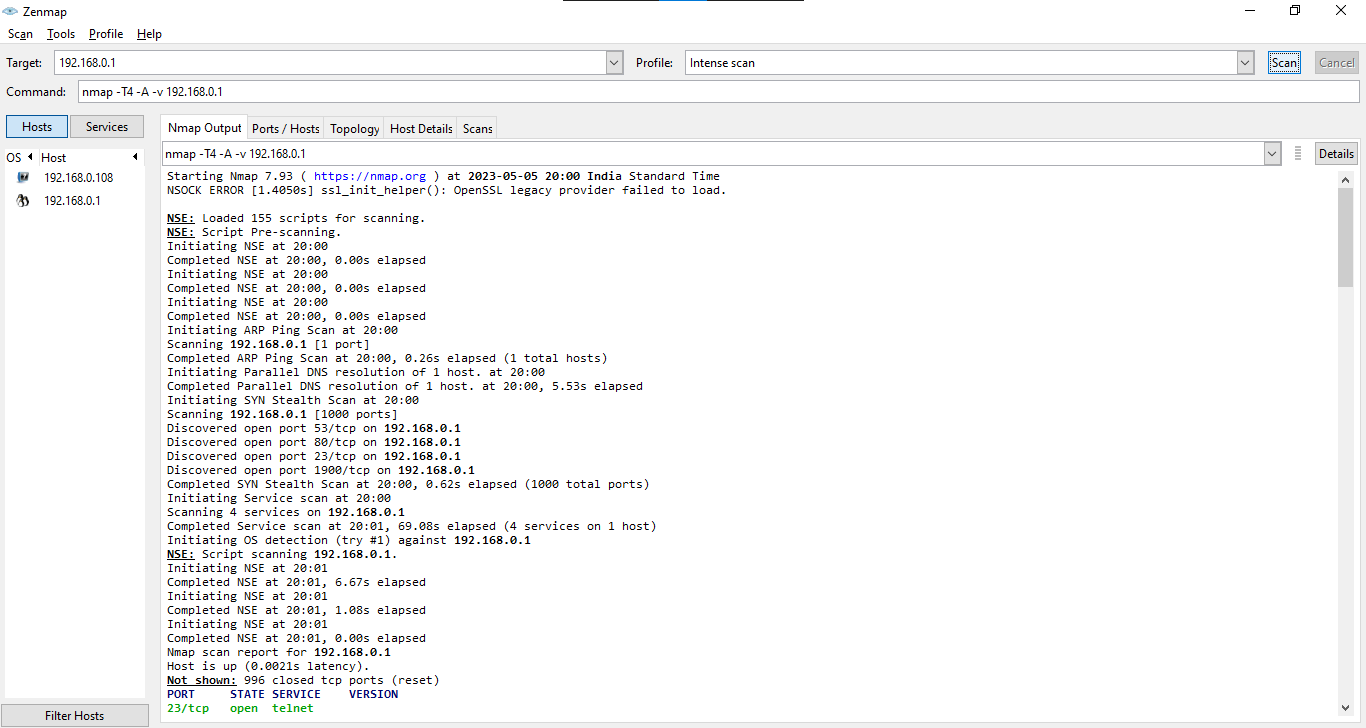 Zenmap
Scan Tools Profile Help
Target: 192.168.0.1 Profile: Intense scan Scan Cancel
Command: nmap -T4 -A -v 192.168.0.1
Hosts Services
Nmap Output Ports / Hosts Topology Host Details Scans
OS Host
192.168.0.108
192.168.0.1
Filter Hosts
nmap -T4 -A -v 192.168.0.1 Details
Starting Nmap 7.93 ( https://nmap.org ) at 2023-05-05 20:00 India Standard Time
NSOCK ERROR [1.4050s] ssl_init_helper(): OpenSSL legacy provider failed to load.
NSE: Loaded 155 scripts for scanning.
NSE: Script Pre-scanning.
Initiating NSE at 20:00
Completed NSE at 20:00, 0.00s elapsed
Initiating NSE at 20:00
Completed NSE at 20:00, 0.00s elapsed
Initiating NSE at 20:00
Completed NSE at 20:00, 0.00s elapsed
Initiating ARP Ping Scan at 20:00
Scanning 192.168.0.1 [1 port]
Completed ARP Ping Scan at 20:00, 0.26s elapsed (1 total hosts)
Initiating Parallel DNS resolution of 1 host. at 20:00
Completed Parallel DNS resolution of 1 host. at 20:00, 5.53s elapsed
Initiating SYN Stealth Scan at 20:00
Scanning 192.168.0.1 [1000 ports]
Discovered open port 53/tcp on 192.168.0.1
Discovered open port 80/tcp on 192.168.0.1
Discovered open port 23/tcp on 192.168.0.1
Discovered open port 1900/tcp on 192.168.0.1
Completed SYN Stealth Scan at 20:00, 0.62s elapsed (1000 total ports)
Initiating Service scan at 20:00
Scanning 4 services on 192.168.0.1
Completed Service scan at 20:01, 69.08s elapsed (4 services on 1 host)
Initiating OS detection (try #1) against 192.168.0.1
NSE: Script scanning 192.168.0.1.
Initiating NSE at 20:01
Completed NSE at 20:01, 6.67s elapsed
Initiating NSE at 20:01
Completed NSE at 20:01, 1.08s elapsed
Initiating NSE at 20:01
Completed NSE at 20:01, 0.00s elapsed
Nmap scan report for 192.168.0.1
Host is up (0.0021s latency).
Not shown: 996 closed tcp ports (reset)
PORT STATE SERVICE VERSION
23/tcp open telnet